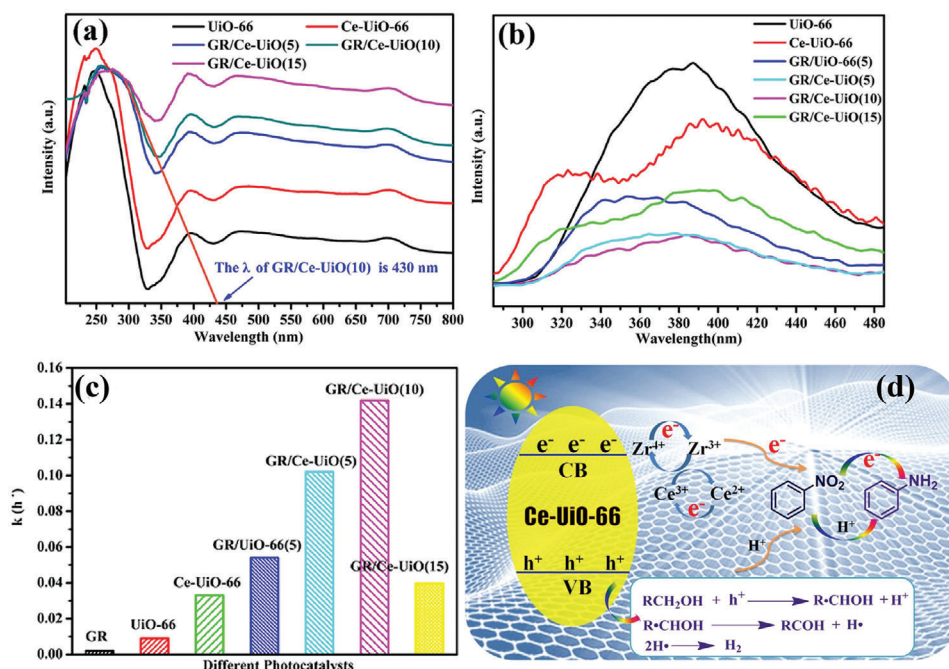 (a)
UiO-66
Ce-UiO-66
GR/Ce-UiO(5)
GR/Ce-UiO(10)
GR/Ce-UiO(15)
Intensity (a.u.)
The λ of GR/Ce-UiO(10) is 430 nm
250 300 350 400 450 500 550 600 650 700 750 800
Wavelength (nm)
(b)
UiO-66
Ce-UiO-66
GR/UiO-66(5)
GR/Ce-UiO(5)
GR/Ce-UiO(10)
GR/Ce-UiO(15)
Intensity (a.u.)
300 320 340 360 380 400 420 440 460 480
Wavelength(nm)
(c)
0.16
0.14
0.12
0.10
0.08
0.06
0.04
0.02
0.00
k (h⁻)
GR
UiO-66
Ce-UiO-66
GR/UiO-66(5)
GR/Ce-UiO(5)
GR/Ce-UiO(10)
GR/Ce-UiO(15)
Different Photocatalysts
(d)
e⁻ e⁻ e⁻
CB
Ce-UiO-66
h⁺ h⁺ h⁺
VB
e⁻
Zr⁴⁺ Zr³⁺
Ce³⁺ Ce²⁺
e⁻
e⁻
H⁺
NO₂
e⁻
NH₂
H⁺
RCH₂OH + h⁺ → R•CHOH + H⁺
R•CHOH → RCOH + H•
2H• → H₂